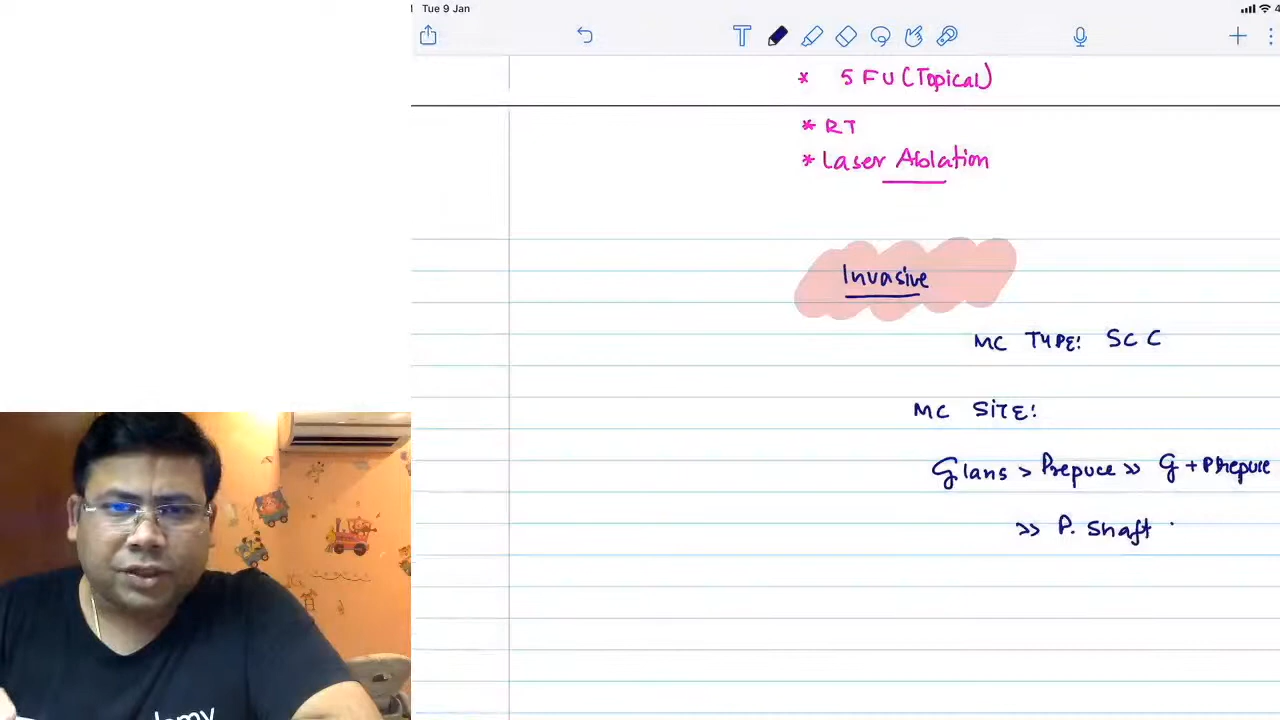 Tue 9 Jan
4
T
* 5 FU (Topical)
* RT
* Laser Ablation
Invasive
MC TYPE: SCC
MC SITE:
Glans > Prepuce >> G + Prepuce
>> P. Shaft